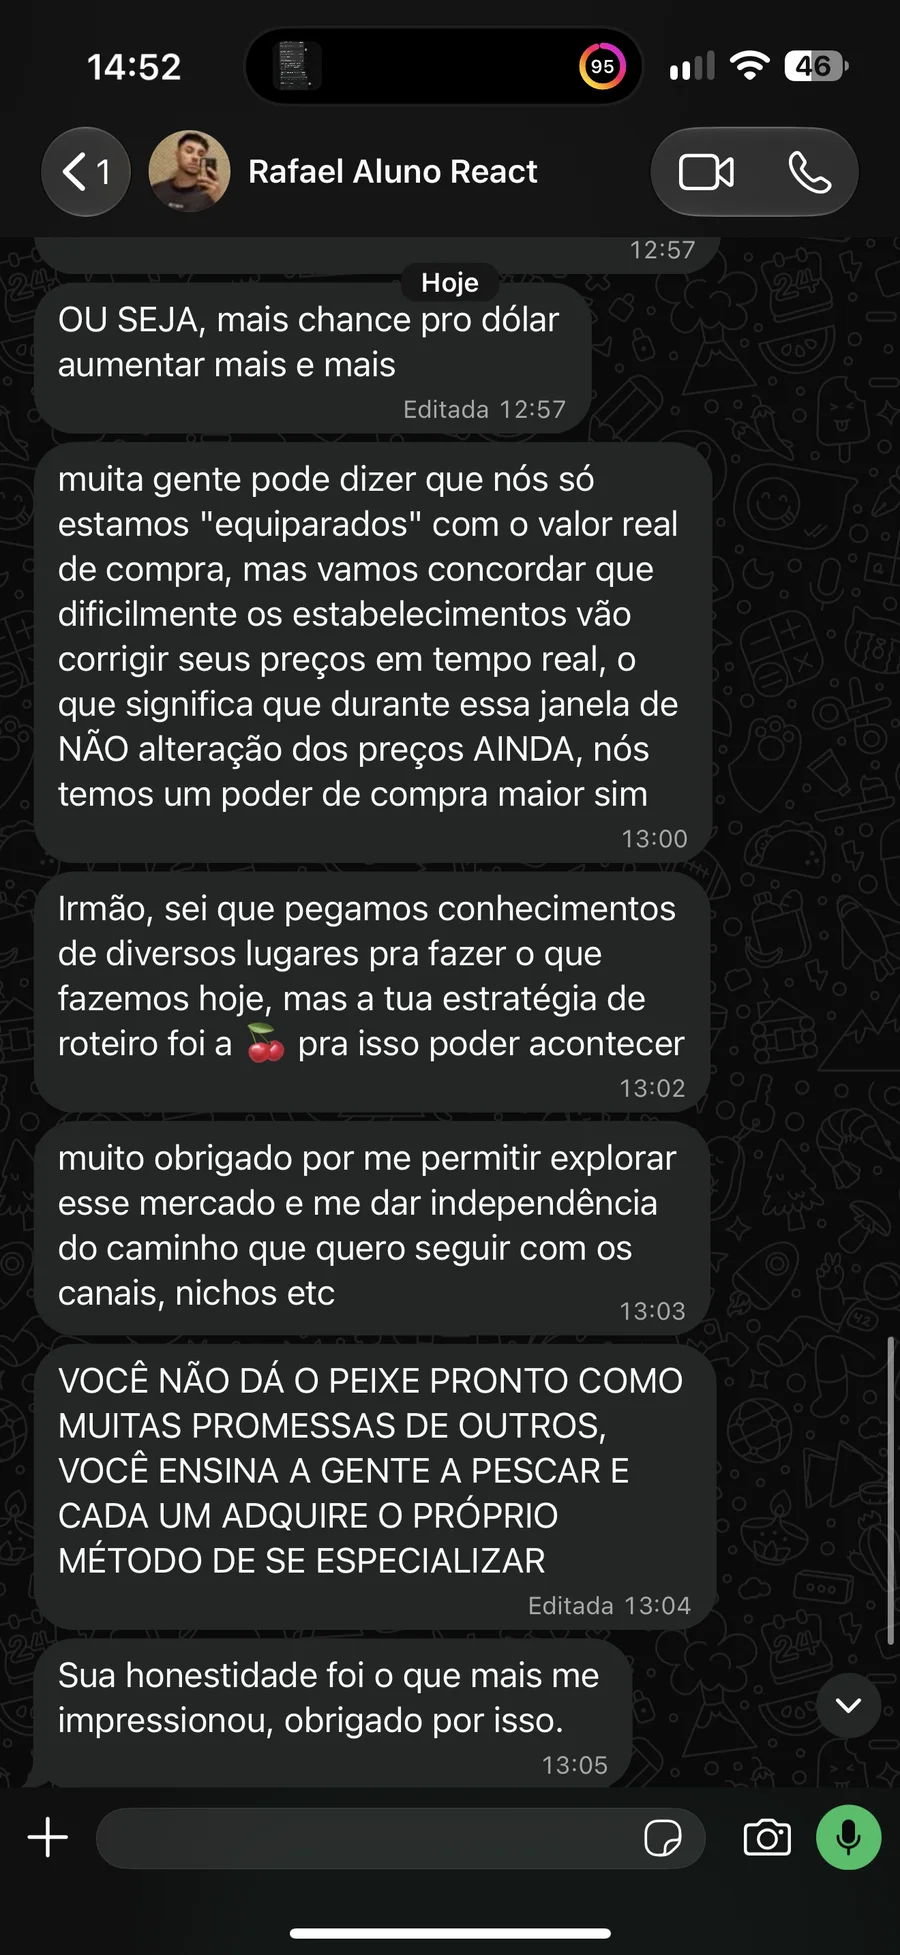 14:52
95
46
1
Rafael Aluno React
12:57
Hoje
OU SEJA, mais chance pro dólar
aumentar mais e mais
Editada 12:57
muita gente pode dizer que nós só
estamos "equiparados" com o valor real
de compra, mas vamos concordar que
dificilmente os estabelecimentos vão
corrigir seus preços em tempo real, o
que significa que durante essa janela de
NÃO alteração dos preços AINDA, nós
temos um poder de compra maior sim
13:00
Irmão, sei que pegamos conhecimentos
de diversos lugares pra fazer o que
fazemos hoje, mas a tua estratégia de
roteiro foi a 🍒 pra isso poder acontecer
13:02
muito obrigado por me permitir explorar
esse mercado e me dar independência
do caminho que quero seguir com os
canais, nichos etc
13:03
VOCÊ NÃO DÁ O PEIXE PRONTO COMO
MUITAS PROMESSAS DE OUTROS,
VOCÊ ENSINA A GENTE A PESCAR E
CADA UM ADQUIRE O PRÓPRIO
MÉTODO DE SE ESPECIALIZAR
Editada 13:04
Sua honestidade foi o que mais me
impressionou, obrigado por isso.
13:05